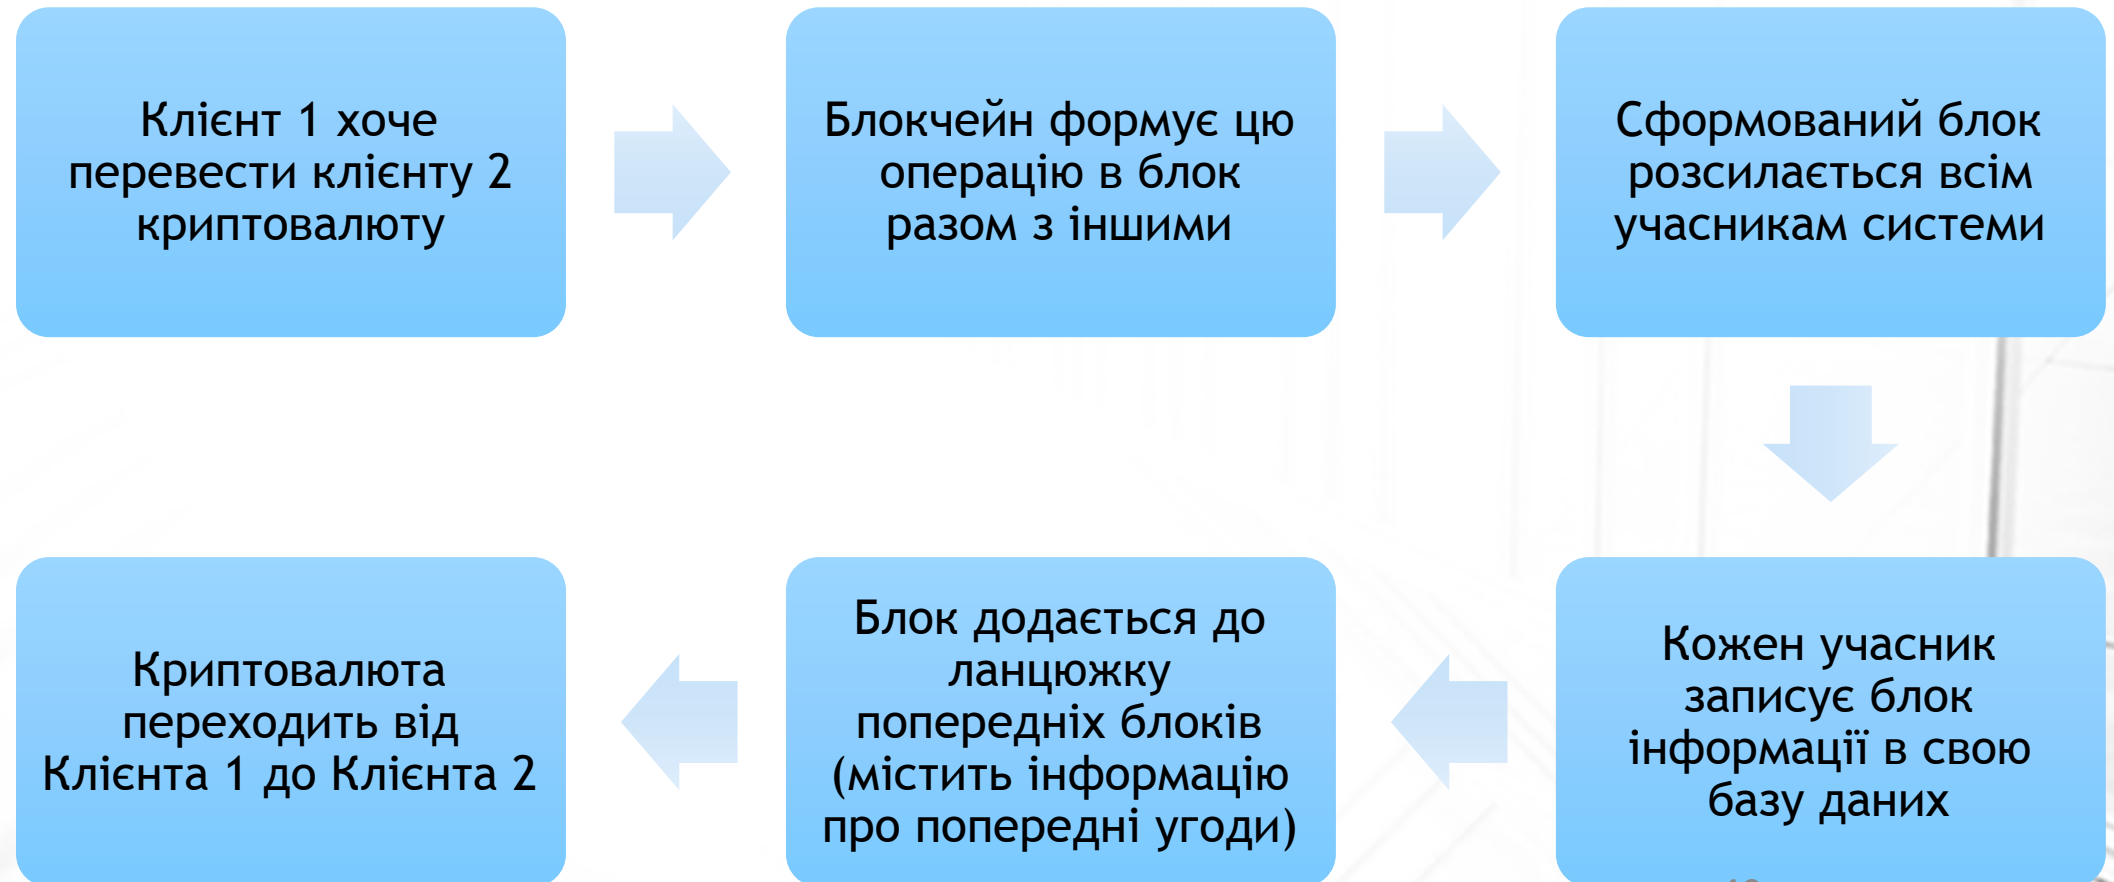 Клієнт 1 хоче
перевести клієнту 2
криптовалюту
Блокчейн формує цю
операцію в блок
разом з іншими
Сформований блок
розсилається всім
учасникам системи
Кожен учасник
записує блок
інформації в свою
базу даних
Блок додається до
ланцюжку
попередніх блоків
(містить інформацію
про попередні угоди)
Криптовалюта
переходить від
Клієнта 1 до Клієнта 2